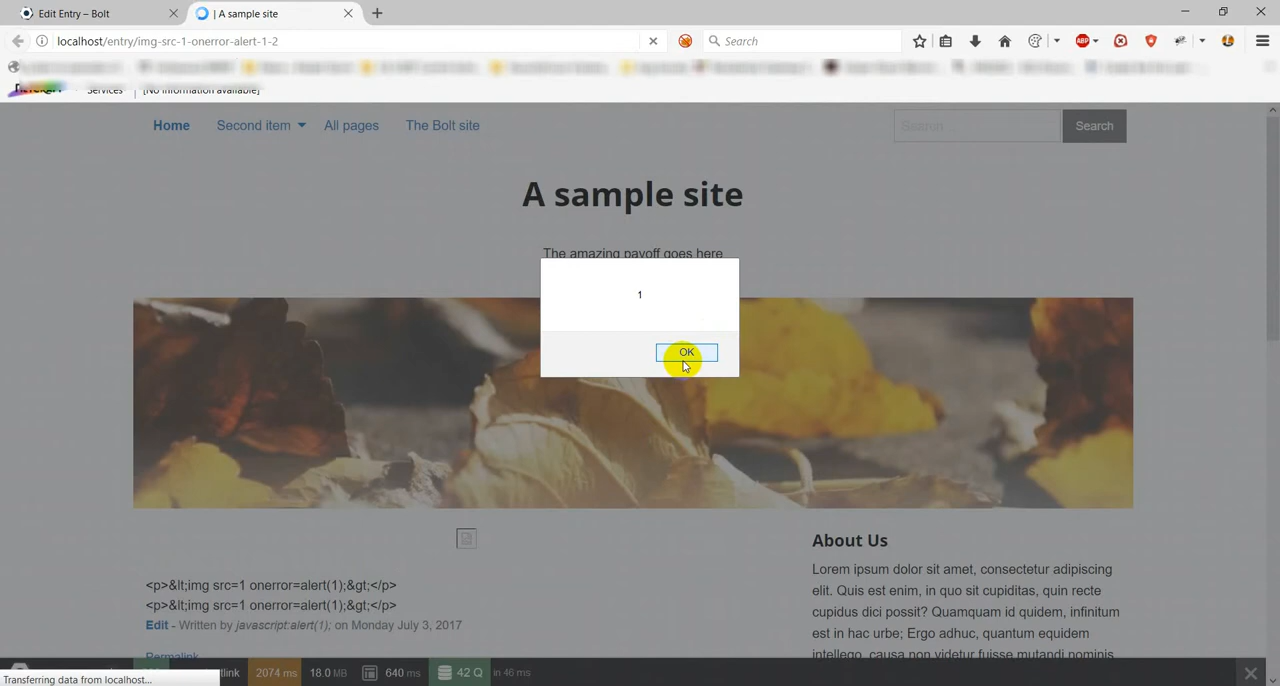 Edit Entry – Bolt
| A sample site
localhost/entry/img-src-1-onerror-alert-1-2
Search
ABP
Services
[No information available]
Home
Second item
All pages
The Bolt site
Search
Search
A sample site
The amazing payoff goes here
1
OK
<p>&lt;img src=1 onerror=alert(1);&gt;</p>
<p>&lt;img src=1 onerror=alert(1);&gt;</p>
Edit - Written by javascript:alert(1); on Monday July 3, 2017
Permalink
About Us
Lorem ipsum dolor sit amet, consectetur adipiscing
elit. Quis est enim, in quo sit cupiditas, quin recte
cupidus dici possit? Quamquam id quidem, infinitum
est in hac urbe; Ergo adhuc, quantum equidem
intellego, causa non videtur fuisse mutandi nominis
Transferring data from localhost...
link
2074 ms
18.0 MB
640 ms
42 Q
in 46 ms